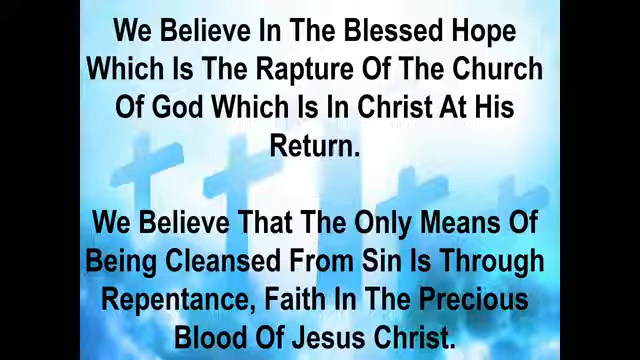 We Believe In The Blessed Hope
Which Is The Rapture Of The Church
Of God Which Is In Christ At His
Return.
We Believe That The Only Means Of
Being Cleansed From Sin Is Through
Repentance, Faith In The Precious
Blood Of Jesus Christ.